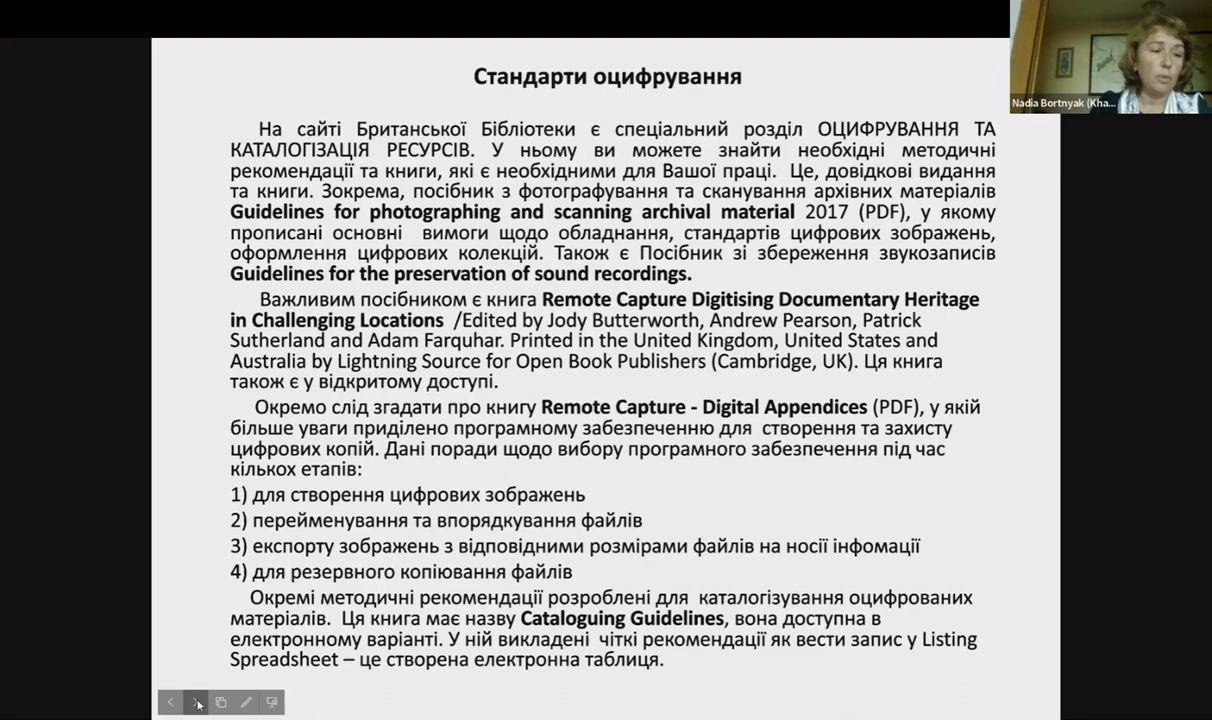 Nadia Bortnyak (Kha...
Стандарти оцифрування
На сайті Британської Бібліотеки є спеціальний розділ ОЦИФРУВАННЯ ТА
КАТАЛОГІЗАЦІЯ РЕСУРСІВ. У ньому ви можете знайти необхідні методичні
рекомендації та книги, які є необхідними для Вашої праці. Це, довідкові видання
та книги. Зокрема, посібник з фотографування та сканування архівних матеріалів
Guidelines for photographing and scanning archival material 2017 (PDF), у якому
прописані основні вимоги щодо обладнання, стандартів цифрових зображень,
оформлення цифрових колекцій. Також є Посібник зі збереження звукозаписів
Guidelines for the preservation of sound recordings.
Важливим посібником є книга Remote Capture Digitising Documentary Heritage
in Challenging Locations /Edited by Jody Butterworth, Andrew Pearson, Patrick
Sutherland and Adam Farquhar. Printed in the United Kingdom, United States and
Australia by Lightning Source for Open Book Publishers (Cambridge, UK). Ця книга
також є у відкритому доступі.
Окремо слід згадати про книгу Remote Capture - Digital Appendices (PDF), у якій
більше уваги приділено програмному забезпеченню для створення та захисту
цифрових копій. Дані поради щодо вибору програмного забезпечення під час
кількох етапів:
1) для створення цифрових зображень
2) перейменування та впорядкування файлів
3) експорту зображень з відповідними розмірами файлів на носії інфомації
4) для резервного копіювання файлів
Окремі методичні рекомендації розроблені для каталогізування оцифрованих
матеріалів. Ця книга має назву Cataloguing Guidelines, вона доступна в
електронному варіанті. У ній викладені чіткі рекомендації як вести запис у Listing
Spreadsheet – це створена електронна таблиця.